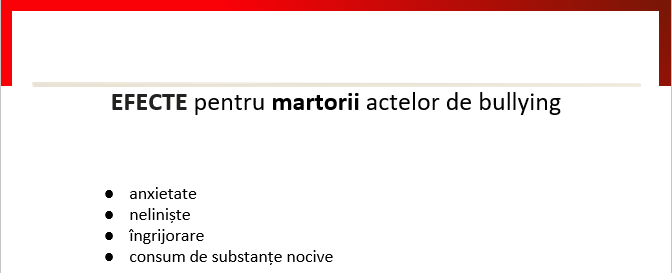 EFECTE pentru martorii actelor de bullying
● anxietate
● neliniște
● îngrijorare
● consum de substanțe nocive